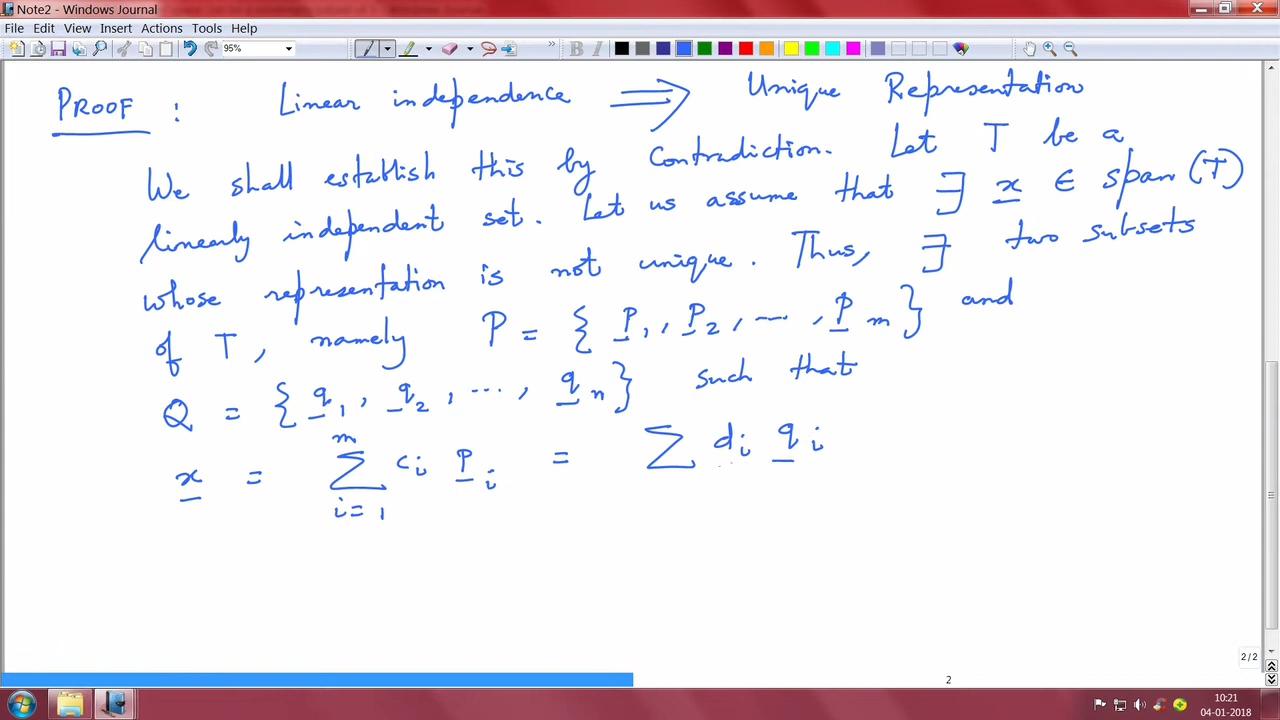 Note2 - Windows Journal
File Edit View Insert Actions Tools Help
95%
PROOF : Linear independence ⟹ Unique Representation
We shall establish this by Contradiction. Let T be a
linearly independent set. Let us assume that ∃ x ∈ span (T)
whose representation is not unique. Thus, ∃ two subsets
of T, namely P = { p1, p2, ..., pm } and
Q = { q1, q2, ..., qn } such that
x = m∑i=1 ci pi = ∑ di qi
2/2
2
10:21
04-01-2018